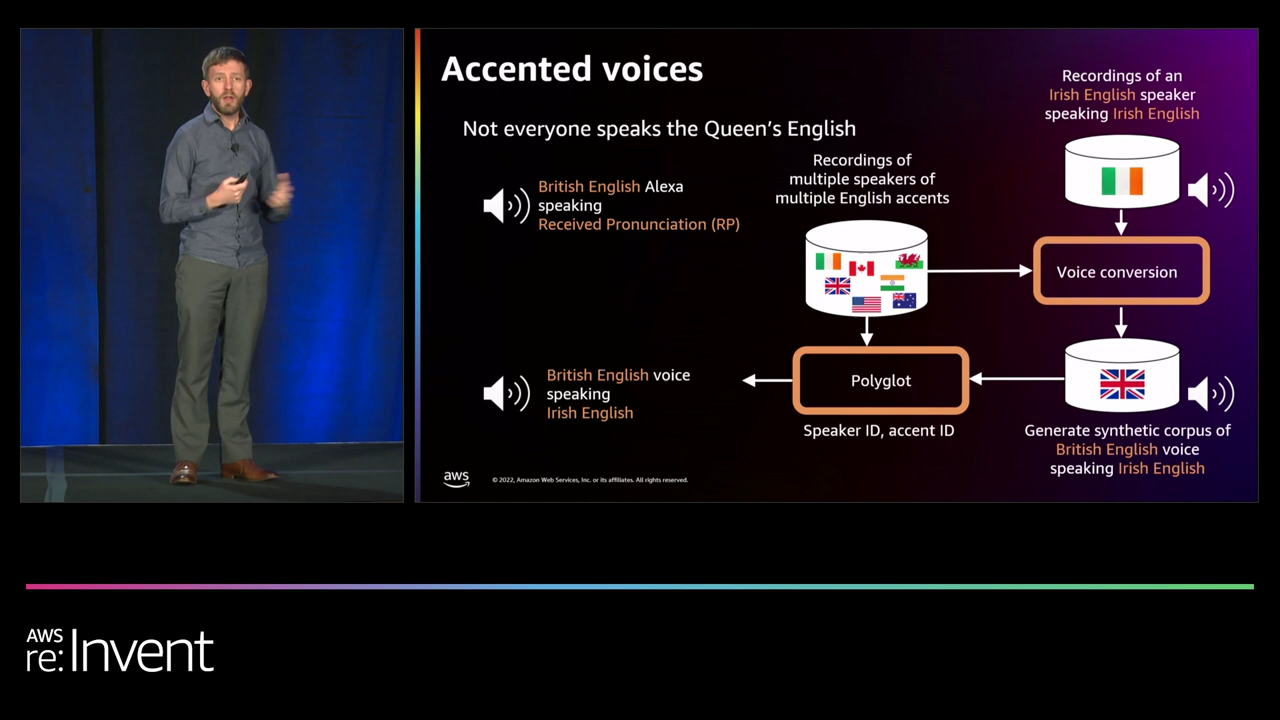 Accented voices
Not everyone speaks the Queen's English
British English Alexa
speaking
Received Pronunciation (RP)
Recordings of
multiple speakers of
multiple English accents
Recordings of an
Irish English speaker
speaking Irish English
Voice conversion
British English voice
speaking
Irish English
Polyglot
Speaker ID, accent ID
Generate synthetic corpus of
British English voice
speaking Irish English
aws
© 2022, Amazon Web Services, Inc. or its affiliates. All rights reserved.
AWS
re:Invent